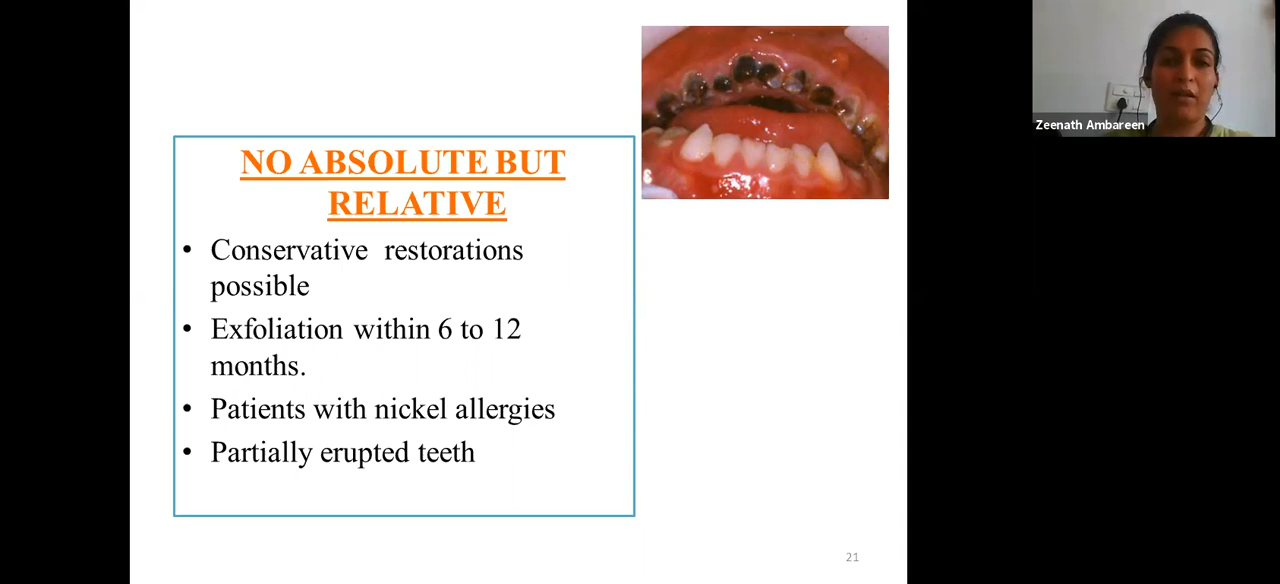 NO ABSOLUTE BUT
RELATIVE
• Conservative restorations
possible
• Exfoliation within 6 to 12
months.
• Patients with nickel allergies
• Partially erupted teeth
21
Zeenath Ambareen